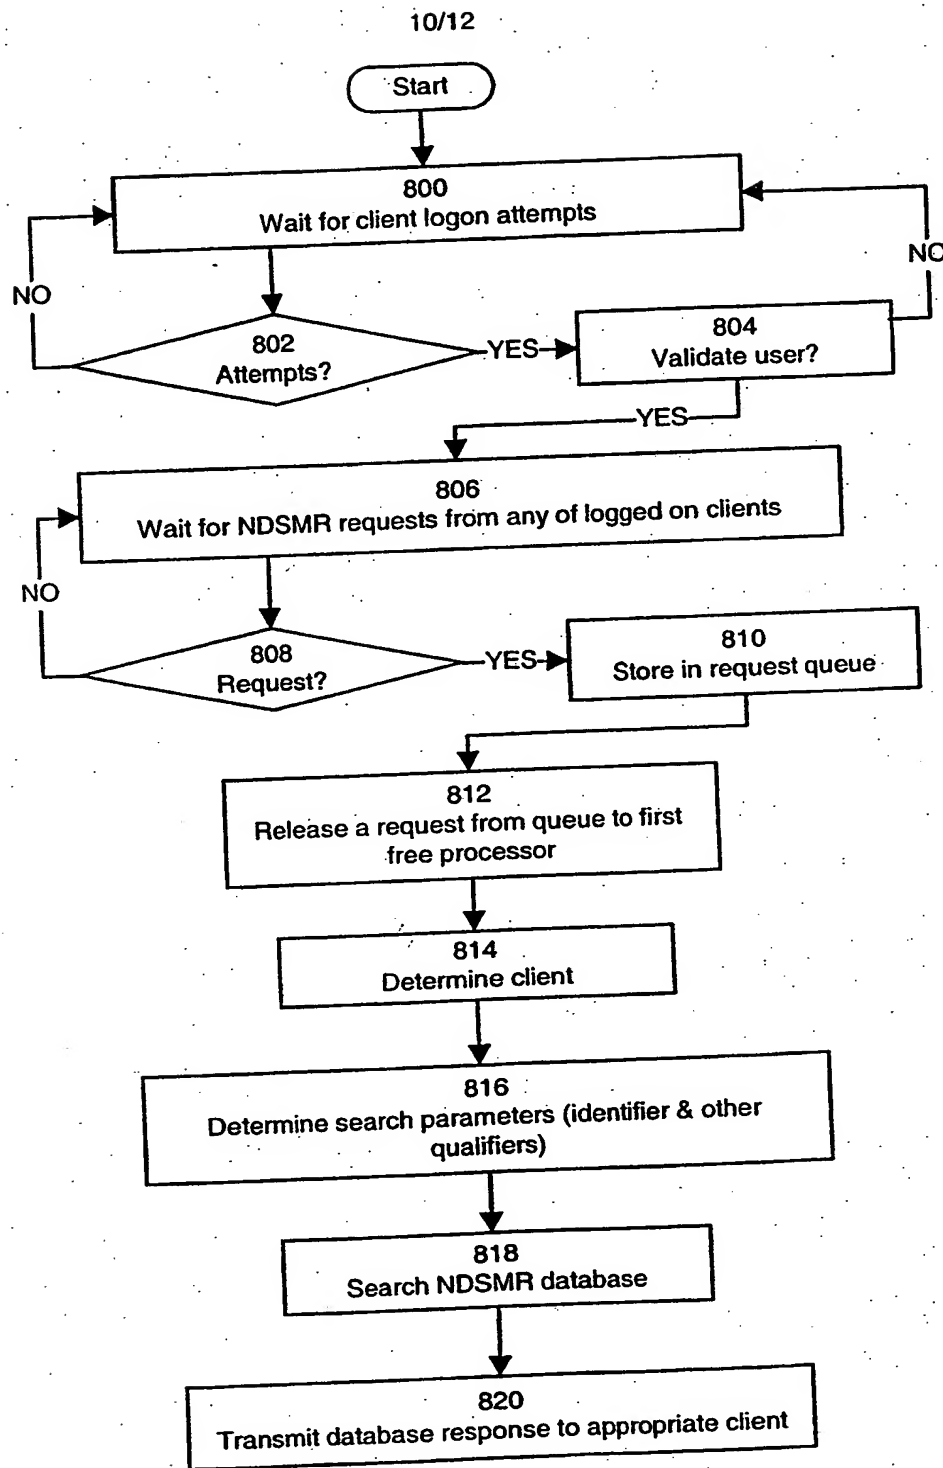 10/12
Start
800
Wait for client logon attempts
NO
NO
802
Attempts?
YES
804
Validate user?
YES
806
Wait for NDSMR requests from any of logged on clients
NO
808
Request?
YES
810
Store in request queue
812
Release a request from queue to first
free processor
814
Determine client
816
Determine search parameters (identifier & other
qualifiers)
818
Search NDSMR database
820
Transmit database response to appropriate client